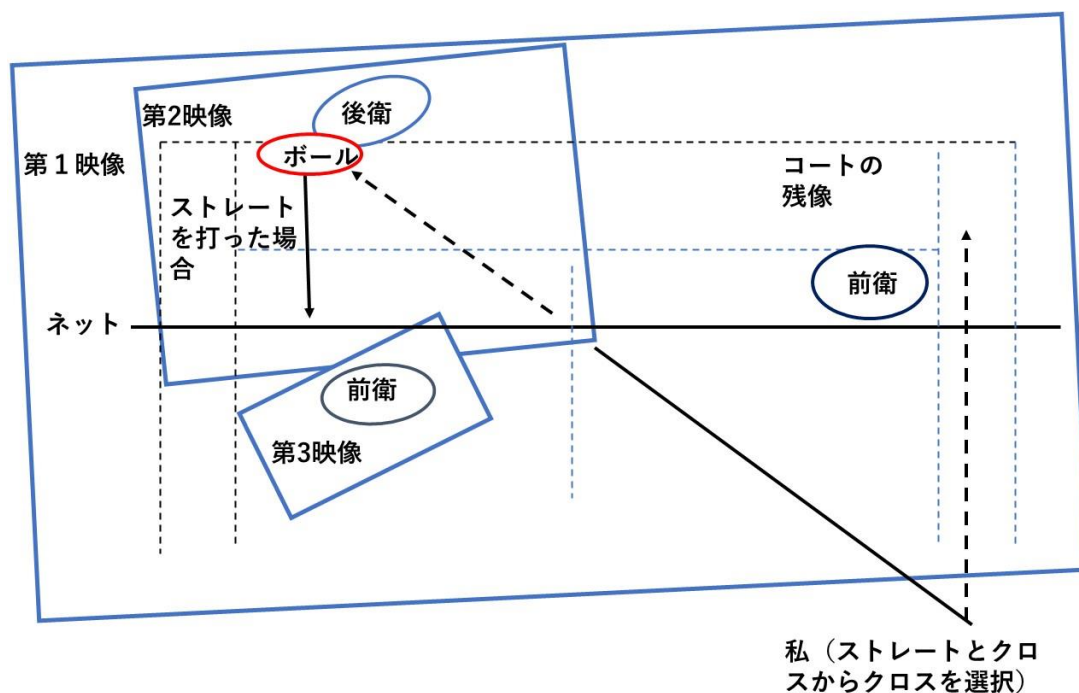 後衛
第2映像
ボール
第１映像
コートの
残像
ストレート
を打った場
合
前衛
ネット
前衛
第3映像
私（ストレートとクロ
スからクロスを選択）